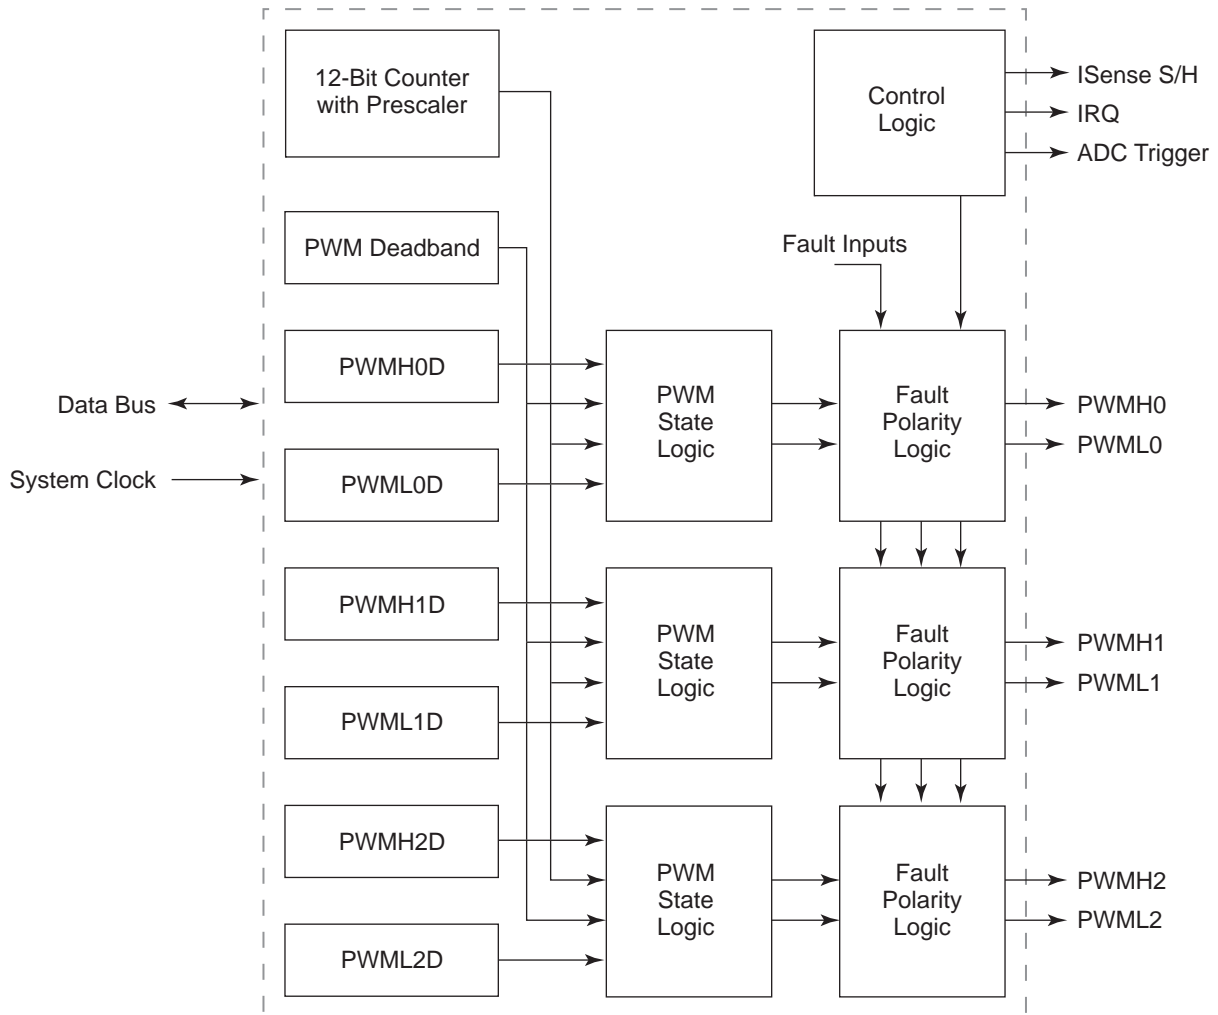 12-Bit Counter
with Prescaler
Control
Logic
ISense S/H
IRQ
ADC Trigger
PWM Deadband
Fault Inputs
PWMH0D
PWM
State
Logic
Fault
Polarity
Logic
Data Bus
PWMH0
PWML0
System Clock
PWML0D
PWMH1D
PWM
State
Logic
Fault
Polarity
Logic
PWMH1
PWML1
PWML1D
PWMH2D
PWM
State
Logic
Fault
Polarity
Logic
PWMH2
PWML2
PWML2D